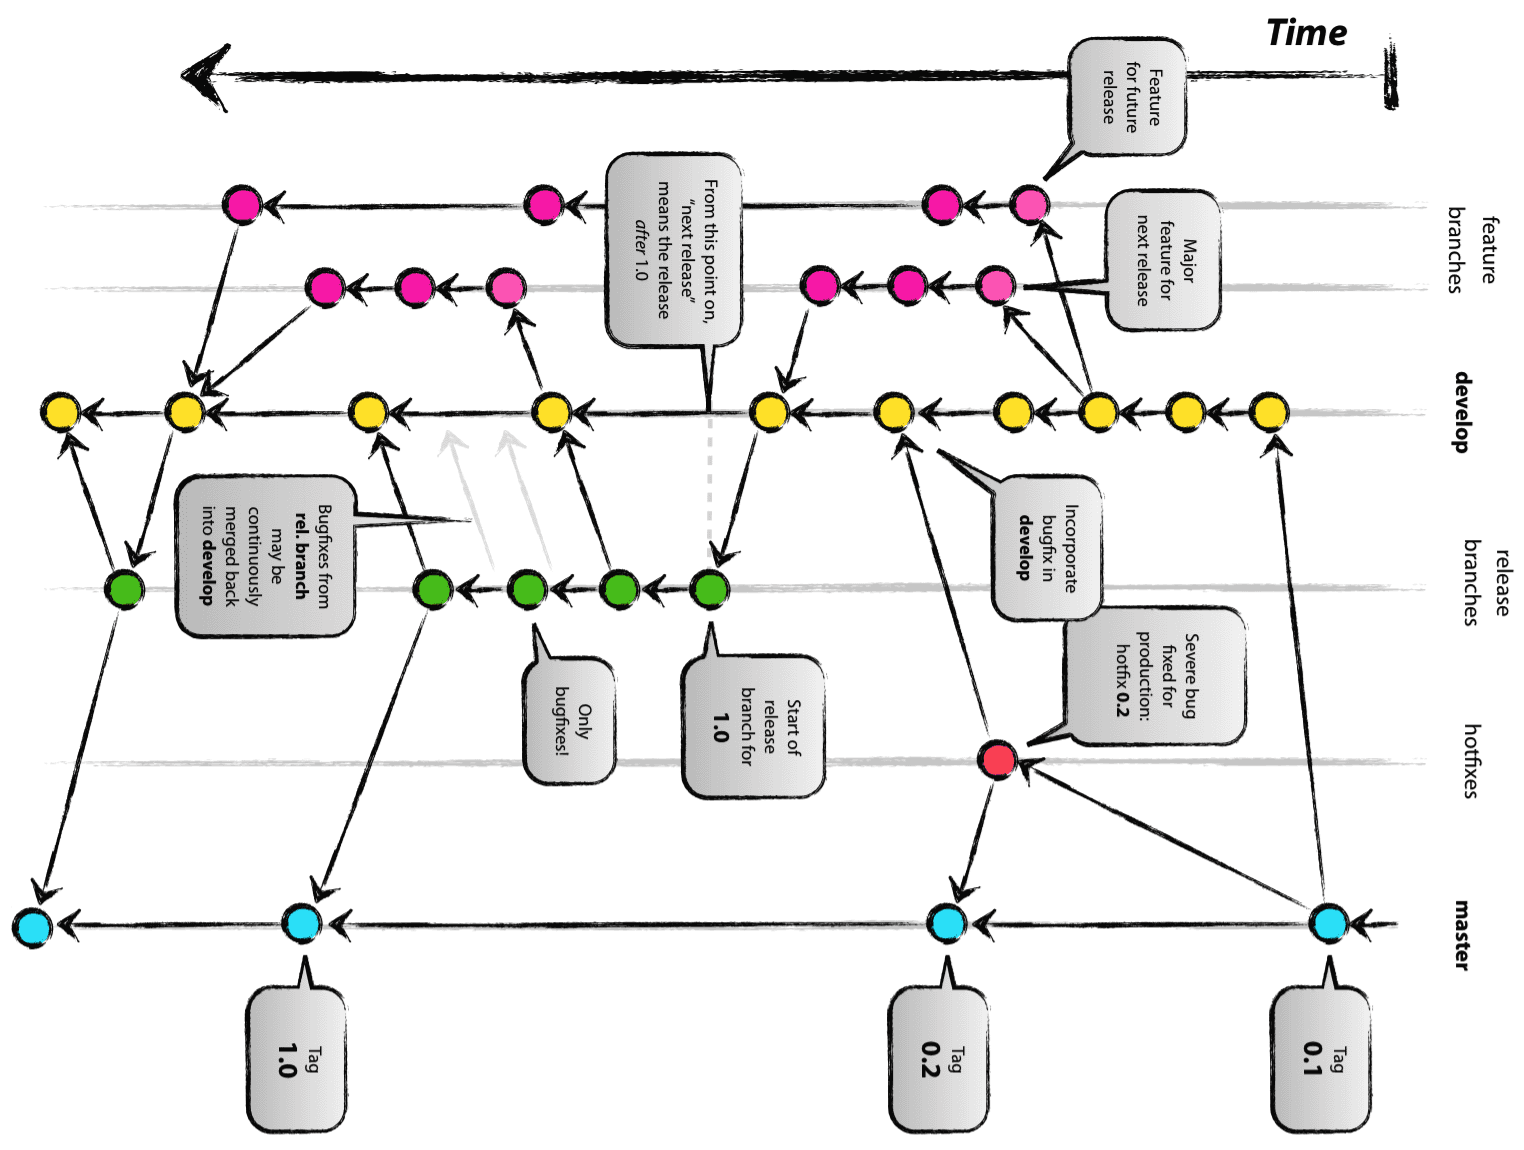 Time
feature
branches
develop
release
branches
hotfixes
master
Feature
for future
release
Major
feature for
next release
From this point on,
“next release”
means the release
after 1.0
Incorporate
bugfix in
develop
Severe bug
fixed for
production:
hotfix 0.2
Bugfixes from
rel. branch
may be
continuously
merged back
into develop
Only
bugfixes!
Start of
release
branch for
1.0
Tag
0.1
Tag
0.2
Tag
1.0